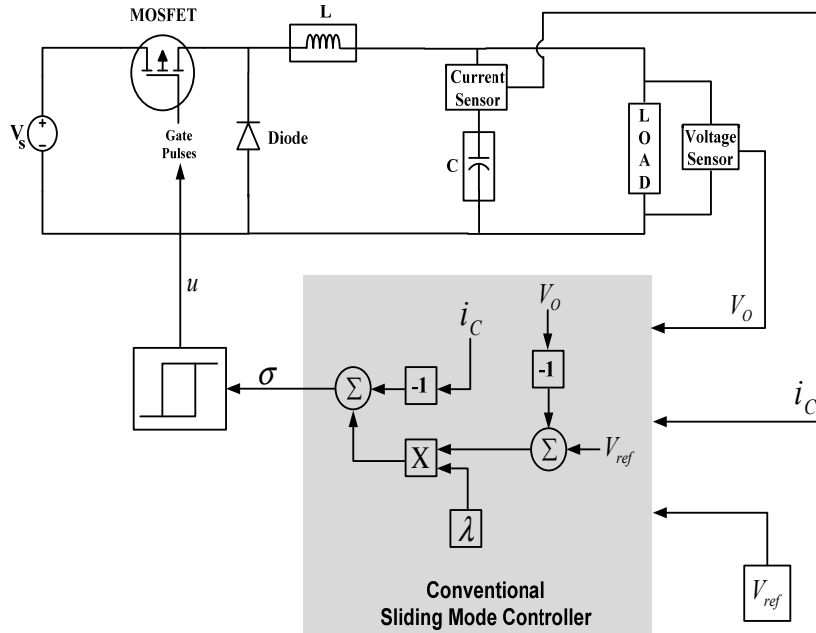 MOSFET
L
Current
Sensor
V_s
+
−
Gate
Pulses
Diode
C
L
O
A
D
Voltage
Sensor
u
V_O
V_O
i_C
-1
i_C
σ
Σ
-1
X
Σ
V_ref
λ
V_ref
Conventional
Sliding Mode Controller